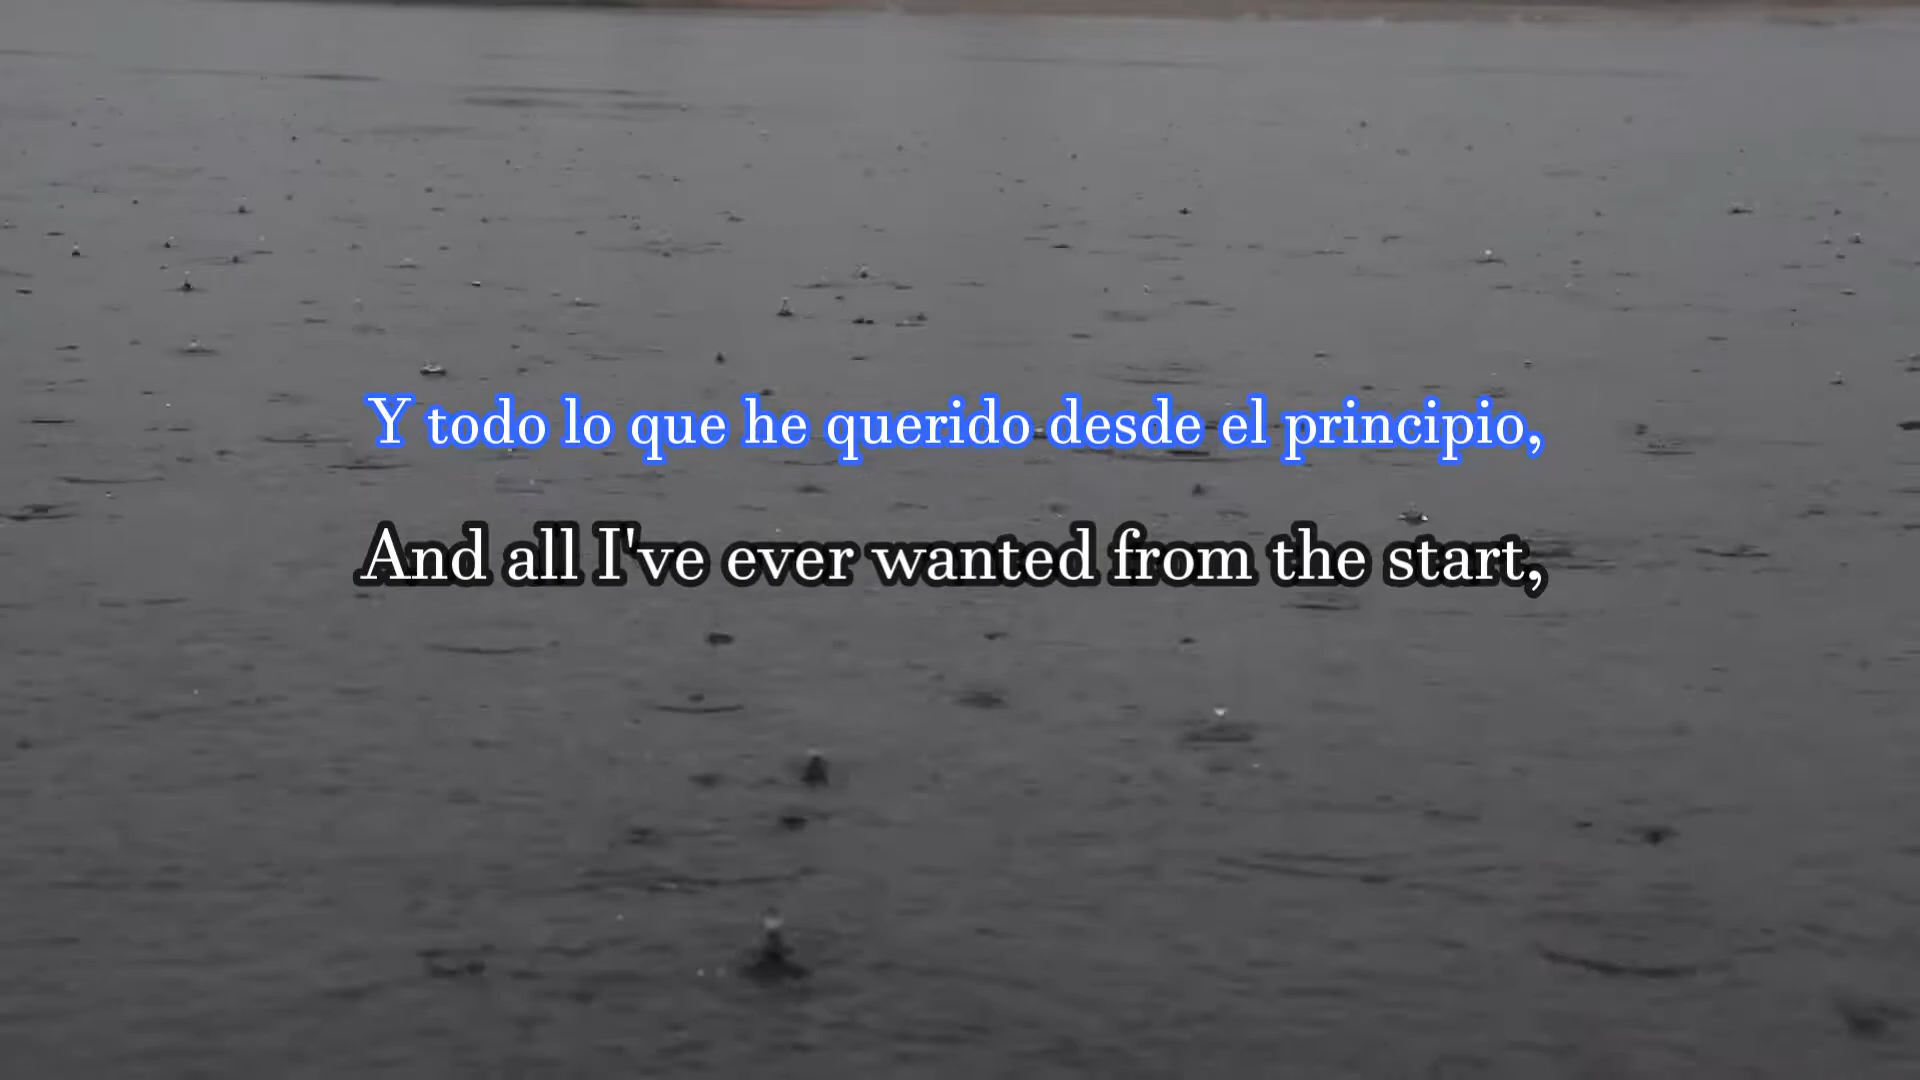 Y todo lo que he querido desde el principio,
And all I've ever wanted from the start,